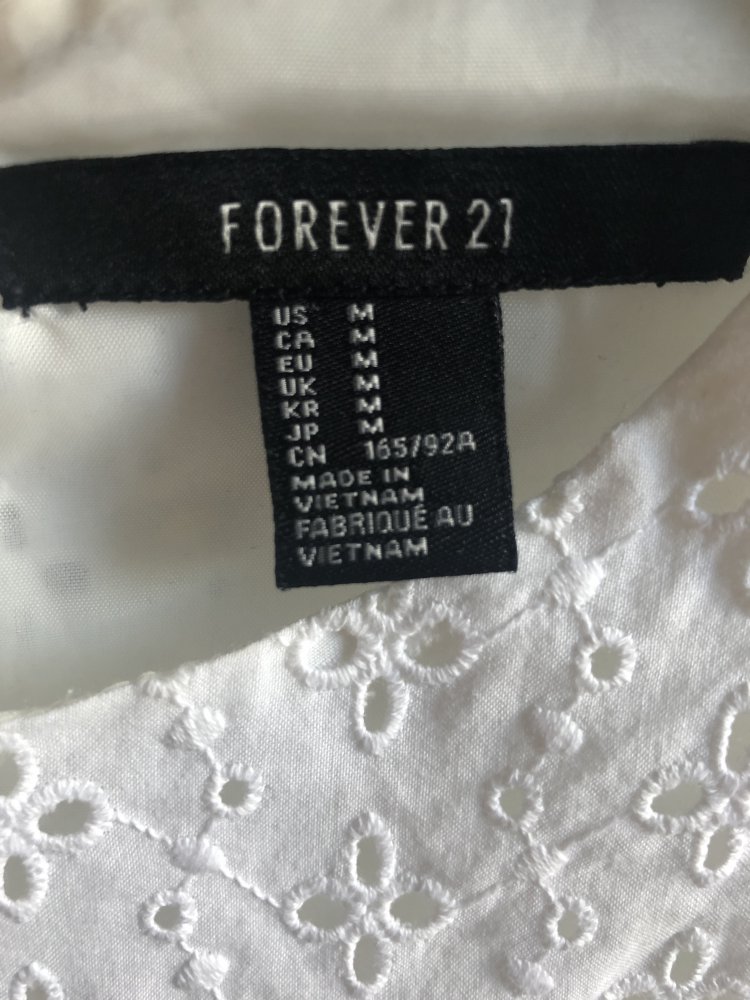 FOREVER 21
US M
CA M
EU M
UK M
KR M
JP M
CN 165/92A
MADE IN
VIETNAM
FABRIQUÉ AU
VIETNAM